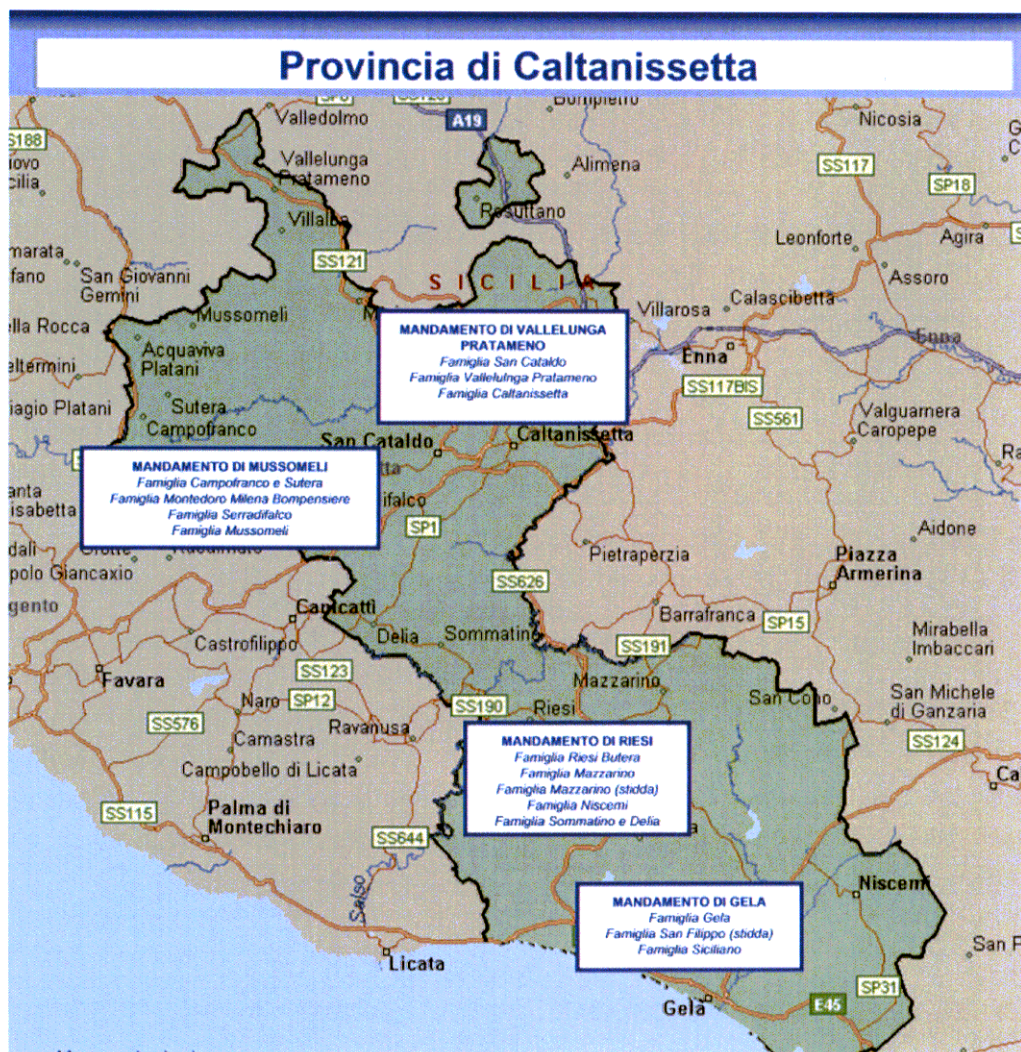 Provincia di Caltanissetta
Valledolmo
A19
Bompietro
Nicosia
SS188
Vallelunga
Pratameno
Alimena
SS117
SP18
Villalba
Resuttano
Leonforte
Agira
San Giovanni
Gemini
SS121
SICILIA
Assoro
Villarosa
Calascibetta
Mussomeli
Acquaviva
Platani
MANDAMENTO DI VALLELUNGA
PRATAMENO
Famiglia San Cataldo
Famiglia Vallelulnga Pratameno
Famiglia Caltanissetta
Enna
Enna
SS117BIS
Sutera
Campofranco
SS561
Valguarnera
Caropepe
San Cataldo
Caltanissetta
MANDAMENTO DI MUSSOMELI
Famiglia Campofranco e Sutera
Famiglia Montedoro Milena Bompensiere
Famiglia Serradifalco
Famiglia Mussomeli
SP1
Aidone
Pietraperzia
Piazza
Armerina
SS626
Canicattì
Barrafranca
SP15
Castrofilippo
Delia
Sommatino
SS191
Mirabella
Imbaccari
Favara
SS123
Mazzarino
San Cono
San Michele
di Ganzaria
Naro
SP12
SS190
Riesi
SS576
Ravanusa
Camastra
SS124
MANDAMENTO DI RIESI
Famiglia Riesi Butera
Famiglia Mazzarino
Famiglia Mazzarino (stidda)
Famiglia Niscemi
Famiglia Sommatino e Delia
Campobello di Licata
SS115
Palma di
Montechiaro
SS644
Salso
Niscemi
MANDAMENTO DI GELA
Famiglia Gela
Famiglia San Filippo (stidda)
Famiglia Siciliano
Licata
Gela
E45
SP31